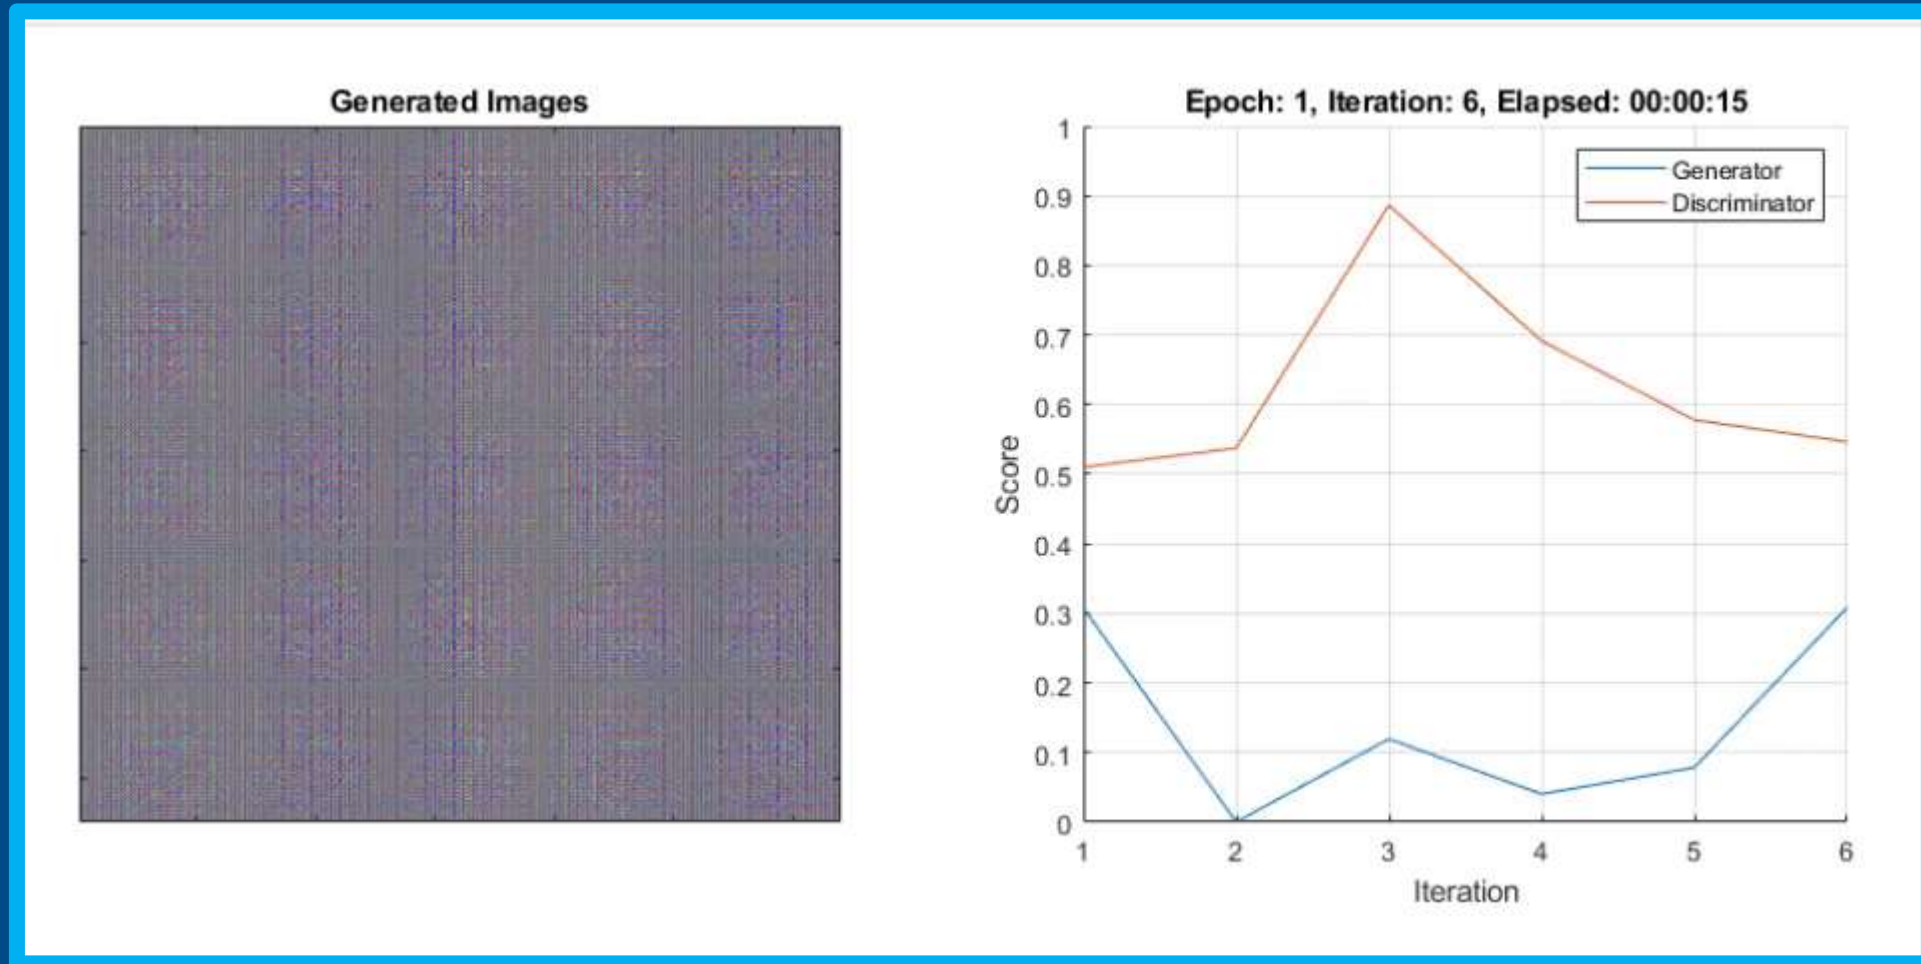 Generated Images
Epoch: 1, Iteration: 6, Elapsed: 00:00:15
1
0.9
0.8
0.7
0.6
0.5
0.4
0.3
0.2
0.1
0
Score
Generator
Discriminator
1 2 3 4 5 6
Iteration